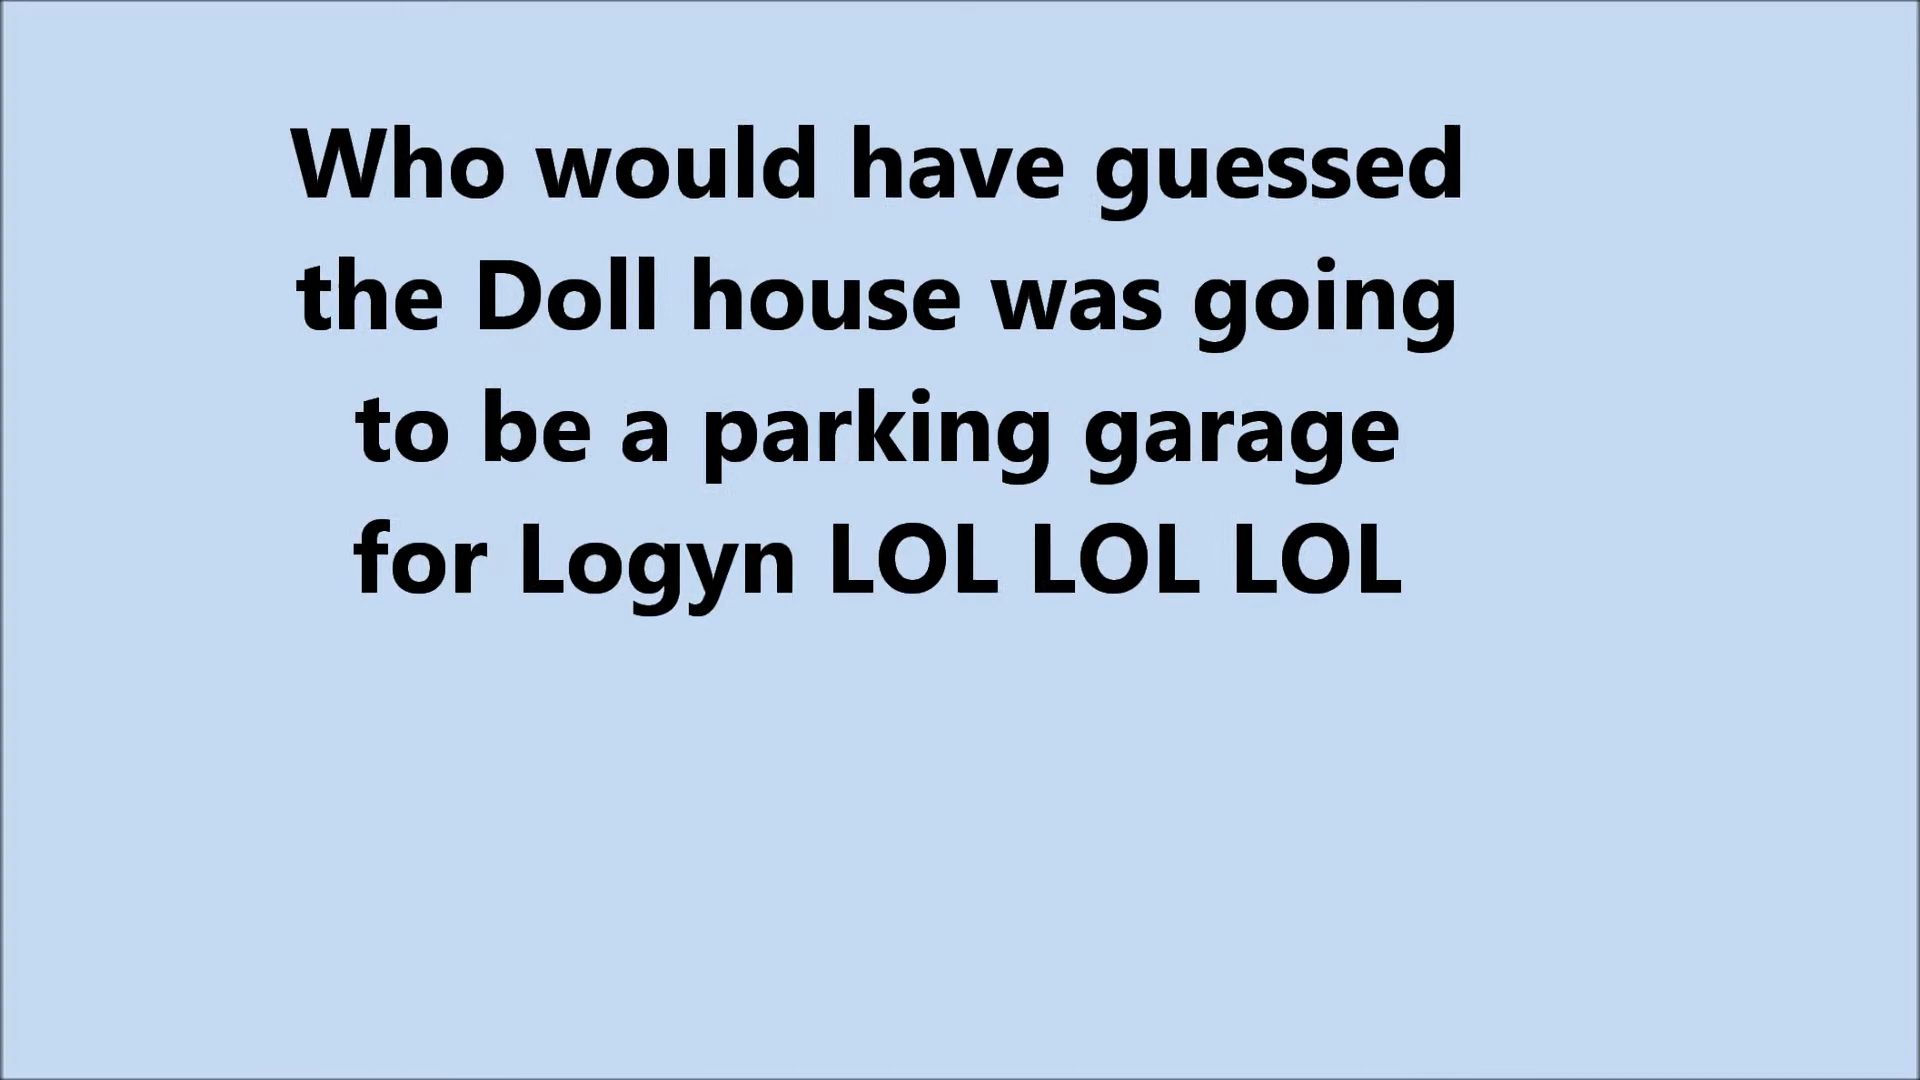 Who would have guessed
the Doll house was going
to be a parking garage
for Logyn LOL LOL LOL